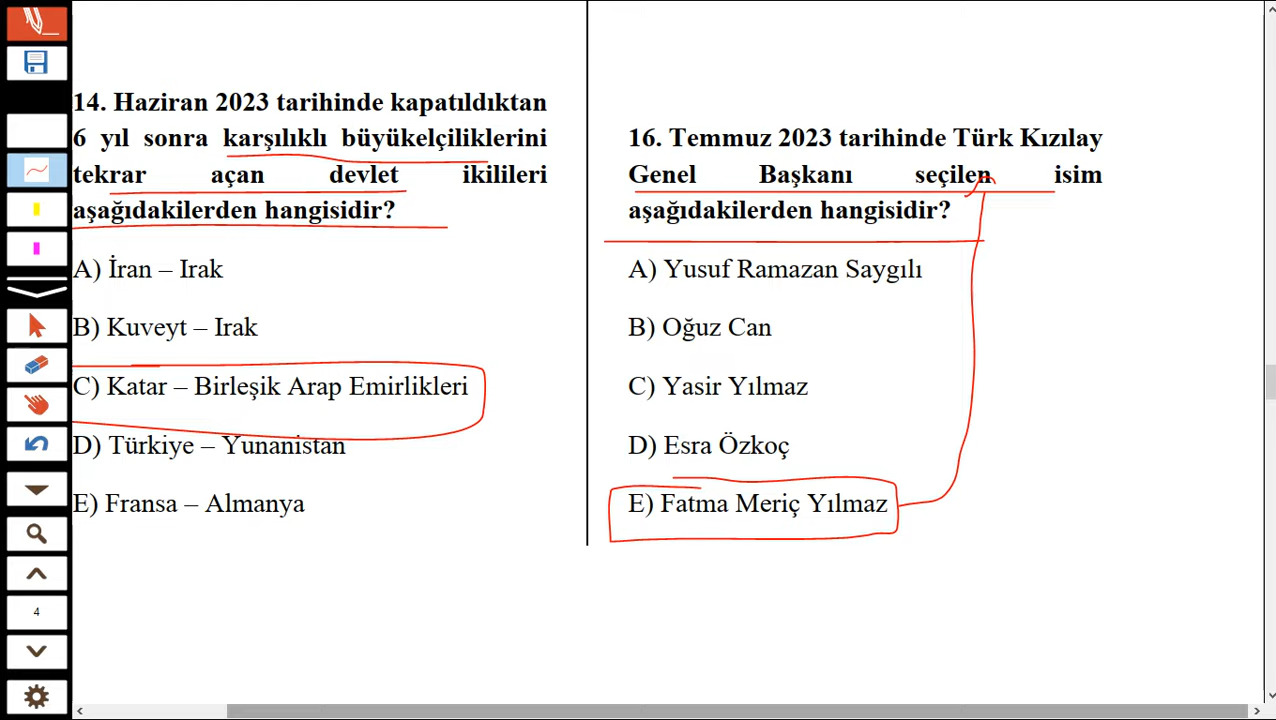 14. Haziran 2023 tarihinde kapatıldıktan
6 yıl sonra karşılıklı büyükelçiliklerini
tekrar açan devlet ikilileri
aşağıdakilerden hangisidir?
A) İran – Irak
B) Kuveyt – Irak
C) Katar – Birleşik Arap Emirlikleri
D) Türkiye – Yunanistan
E) Fransa – Almanya
16. Temmuz 2023 tarihinde Türk Kızılay
Genel Başkanı seçilen isim
aşağıdakilerden hangisidir?
A) Yusuf Ramazan Saygılı
B) Oğuz Can
C) Yasir Yılmaz
D) Esra Özkoç
E) Fatma Meriç Yılmaz
4